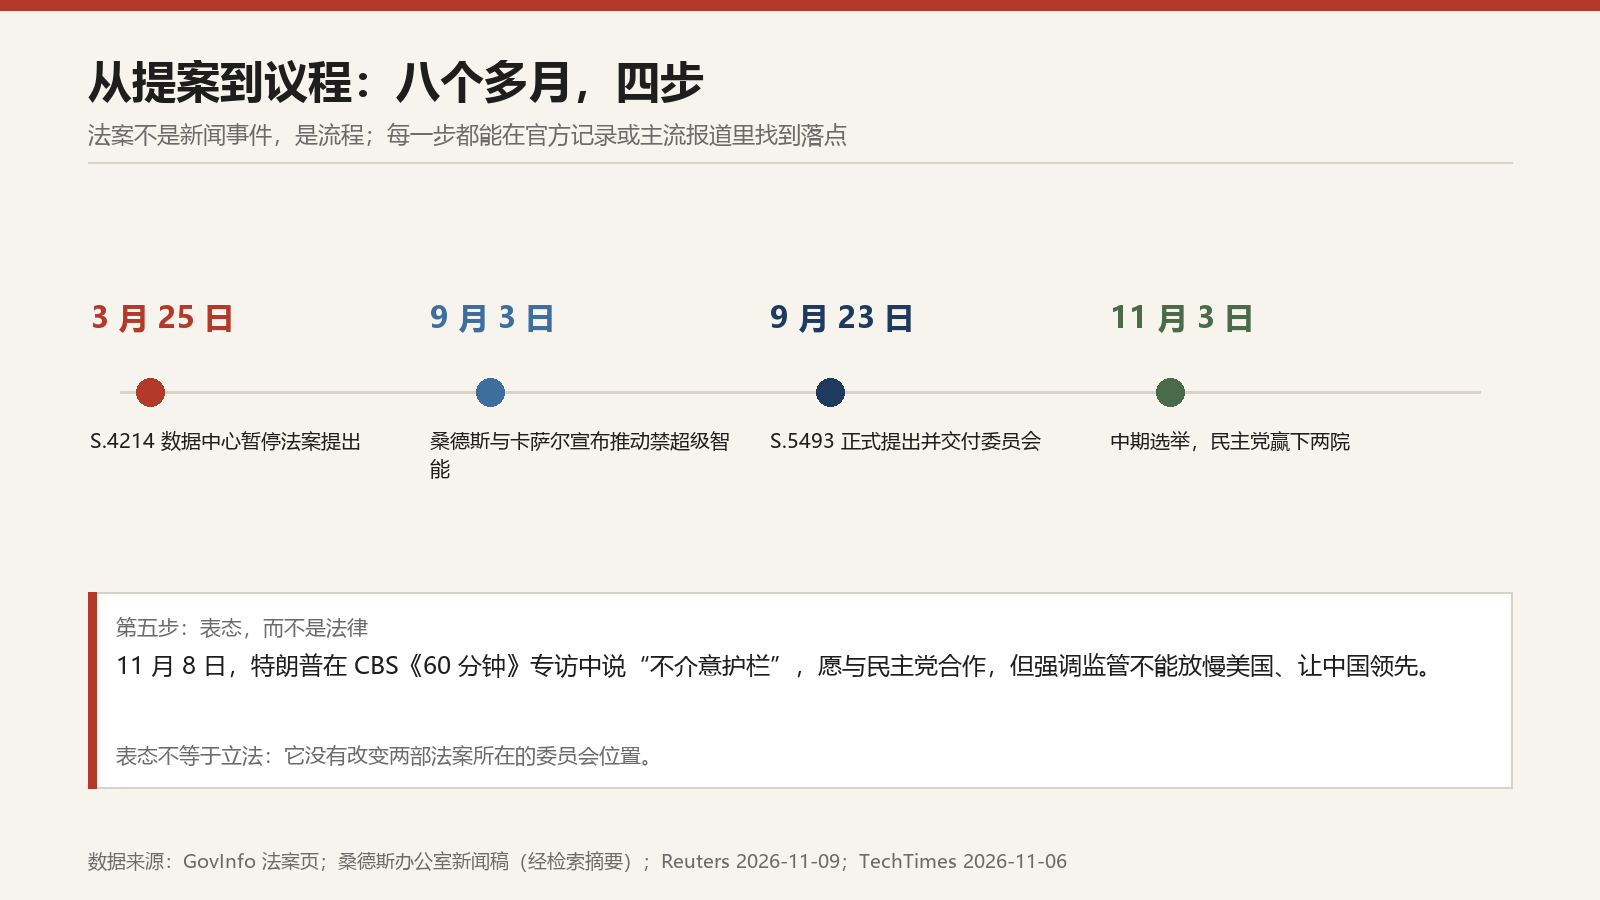 从提案到议程：八个多月，四步
法案不是新闻事件，是流程；每一步都能在官方记录或主流报道里找到落点
3 月 25 日
9 月 3 日
9 月 23 日
11 月 3 日
S.4214 数据中心暂停法案提出
桑德斯与卡萨尔宣布推动禁超级智
能
S.5493 正式提出并交付委员会
中期选举，民主党赢下两院
第五步：表态，而不是法律
11 月 8 日，特朗普在 CBS《60 分钟》专访中说“不介意护栏”，愿与民主党合作，但强调监管不能放慢美国、让中国领先。
表态不等于立法：它没有改变两部法案所在的委员会位置。
数据来源：GovInfo 法案页；桑德斯办公室新闻稿（经检索摘要）；Reuters 2026-11-09；TechTimes 2026-11-06